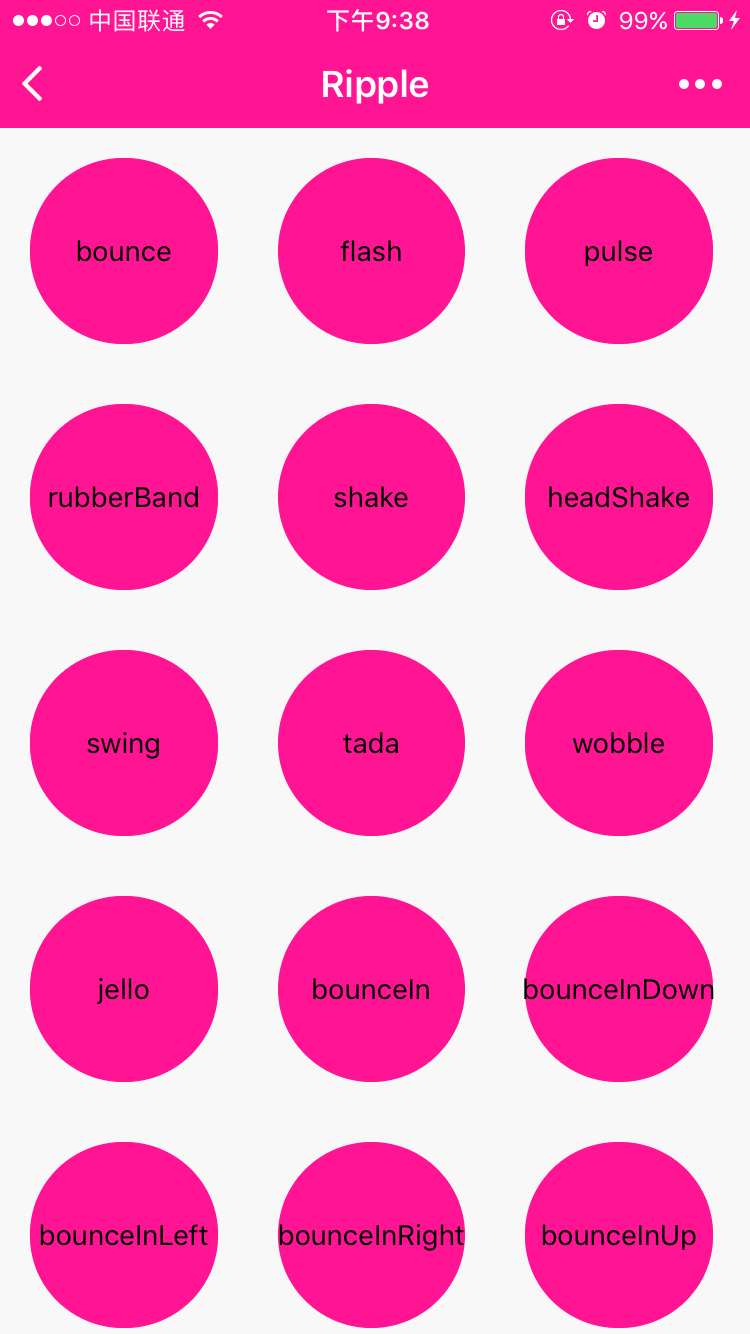 中国联通 下午9:38 99%
Ripple
bounce flash pulse
rubberBand shake headShake
swing tada wobble
jello bounceIn bounceInDown
bounceInLeft bounceInRight bounceInUp